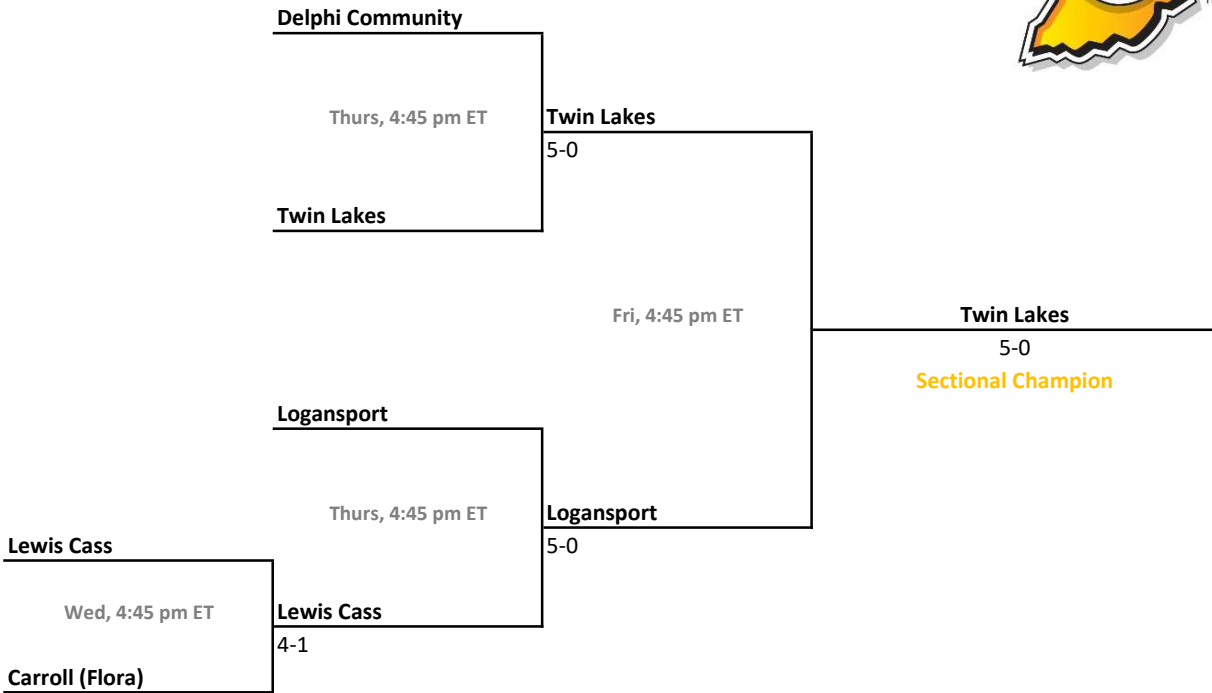 Delphi Community
Thurs, 4:45 pm ET
Twin Lakes
5-0
Twin Lakes
Fri, 4:45 pm ET
Twin Lakes
5-0
Sectional Champion
Logansport
Thurs, 4:45 pm ET
Logansport
5-0
Lewis Cass
Wed, 4:45 pm ET
Lewis Cass
4-1
Carroll (Flora)